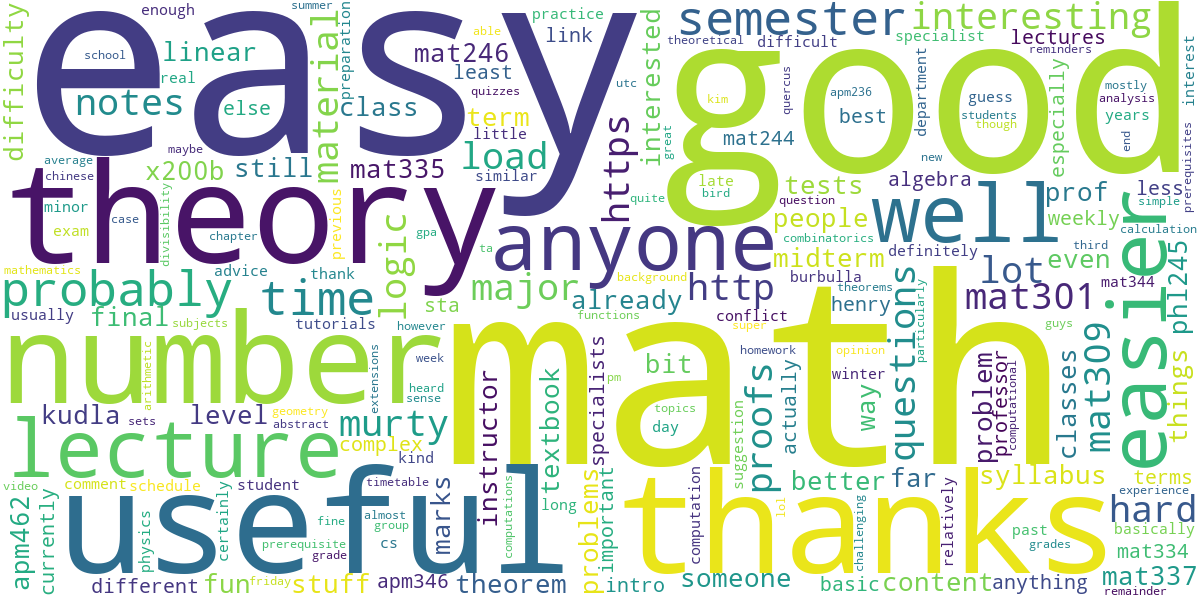 easy
good
theory
math
number
useful
thanks
anyone
well
easier
lecture
semester
interesting
time
probably
material
notes
load
http
https
mat301
mat309
murty
major
lot
prof
logic
questions
hard
proofs
difficulty
school
enough
linear
real
else
summer
preparation
mat246
least
quizzes
class
term
little
similar
able
practice
link
difficult
theoretical
utc
interested
great
quite
kim
late
bird
question
quercus
apm236
best
department
specialist
lectures
reminders
guess
students
though
especially
mostly
analysis
years
end
interest
prerequisites
mat244
new
average
maybe
chinese
x200b
still
mat335
minor
case
exam
divisibility
chapter
previous
gpa
ta
advice
thank
mathematics
usually
final
subjects
tutorials
sta
already
background
functions
conflict
tests
people
combinatorics
midterm
burbulla
henry
theorems
algebra
definitely
less
simple
weekly
calculation
even
third
mat344
phl245
guys
particularly
however
week
heard
sense
extensions
arithmetic
geometry
abstract
sets
kudla
level
complex
kind
instructor
textbook
specialists
pm
bit
topics
day
super
homework
opinion
winter
way
actually
suggestion
problem
professor
computational
classes
things
video
comment
schedule
student
timetable
marks
long
computations
problems
important
computation
lol
better
far
challenging
relatively
syllabus
terms
experience
past
basically
grades
mat334
mat337
remainder
apm462
currently
physics
certainly
fine
almost
group
prerequisite
grade
cs
different
fun
friday
stuff
apm346
theorem
intro
someone
basic
content
anything